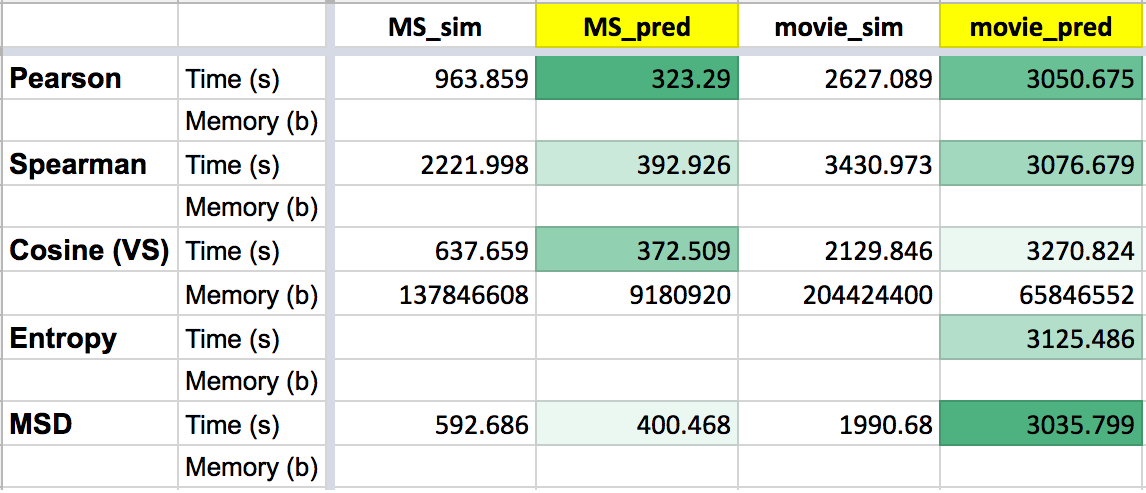 MS_sim MS_pred movie_sim movie_pred
Pearson Time (s) 963.859 323.29 2627.089 3050.675
Memory (b)
Spearman Time (s) 2221.998 392.926 3430.973 3076.679
Memory (b)
Cosine (VS) Time (s) 637.659 372.509 2129.846 3270.824
Memory (b) 137846608 9180920 204424400 65846552
Entropy Time (s) 3125.486
Memory (b)
MSD Time (s) 592.686 400.468 1990.68 3035.799
Memory (b)